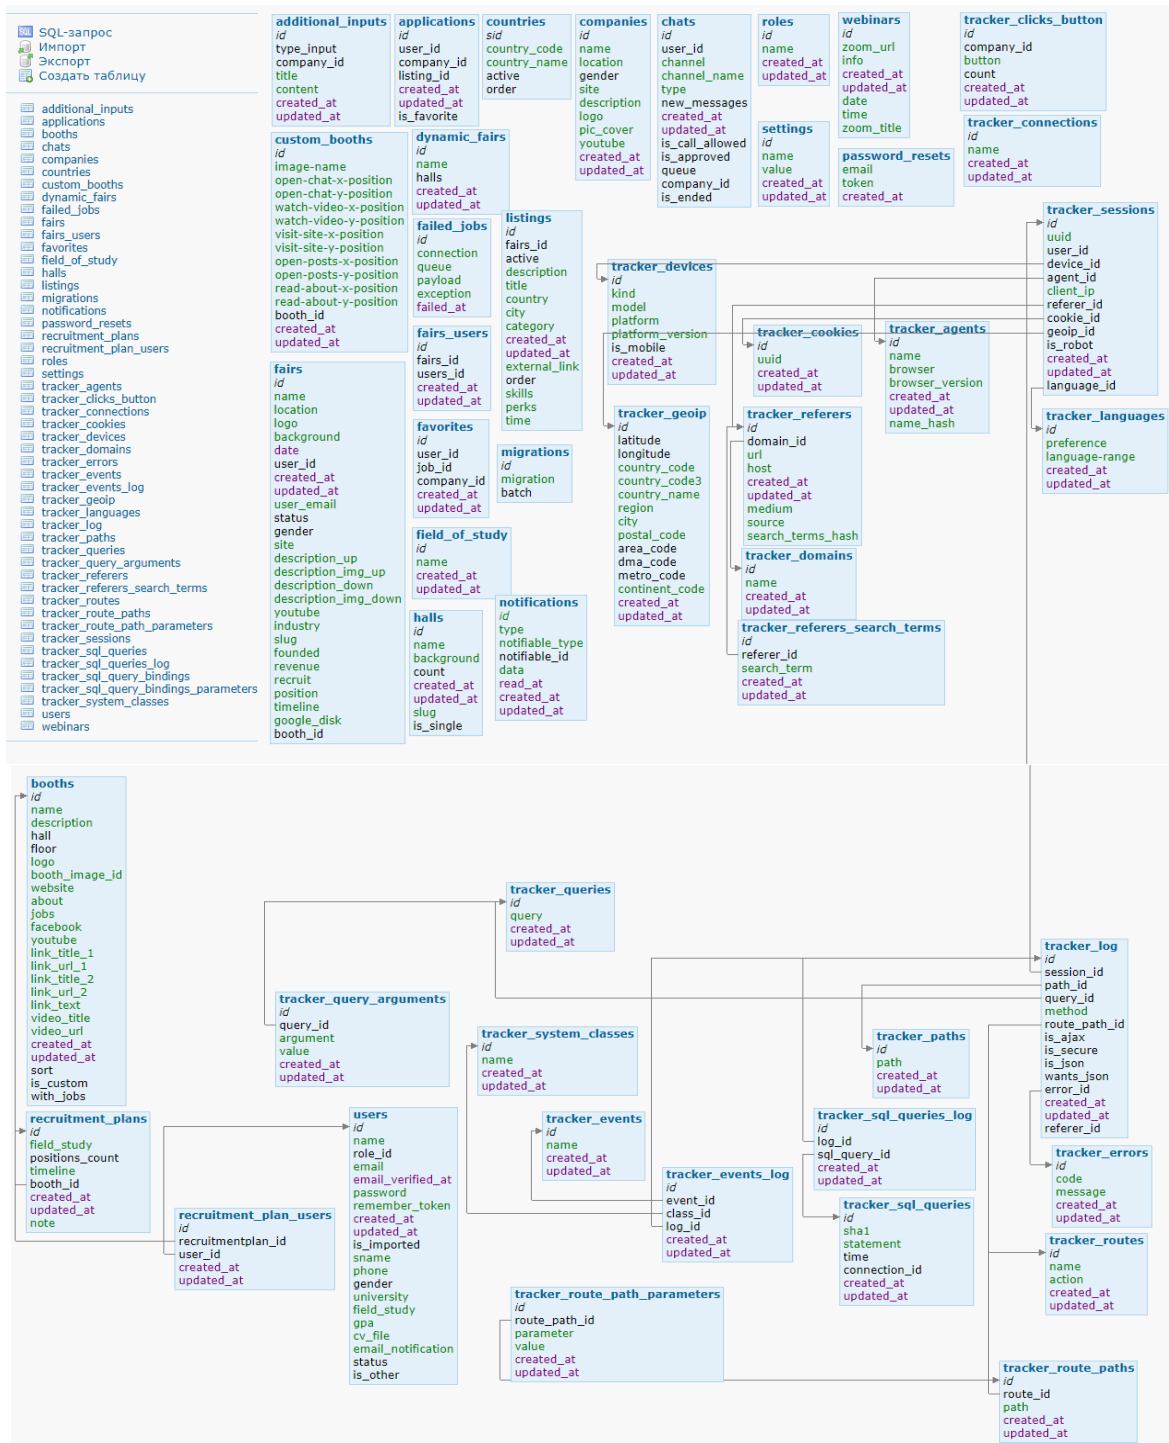 SQL-запрос
Импорт
Экспорт
Создать таблицу
additional_inputs
applications
booths
chats
companies
countries
custom_booths
dynamic_fairs
failed_jobs
fairs
fairs_users
favorites
field_of_study
halls
listings
migrations
notifications
password_resets
recruitment_plans
recruitment_plan_users
roles
settings
tracker_agents
tracker_clicks_button
tracker_connections
tracker_cookies
tracker_devices
tracker_domains
tracker_errors
tracker_events
tracker_events_log
tracker_geoip
tracker_languages
tracker_log
tracker_paths
tracker_queries
tracker_query_arguments
tracker_referers
tracker_referers_search_terms
tracker_routes
tracker_route_paths
tracker_route_path_parameters
tracker_sessions
tracker_sql_queries
tracker_sql_queries_log
tracker_sql_query_bindings
tracker_sql_query_bindings_parameters
tracker_system_classes
users
webinars
additional_inputs
id
type_input
company_id
title
content
created_at
updated_at
applications
id
user_id
company_id
listing_id
created_at
updated_at
is_favorite
countries
sid
country_code
country_name
active
order
companies
id
name
location
gender
site
description
logo
pic_cover
youtube
created_at
updated_at
chats
id
user_id
channel
channel_name
type
new_messages
created_at
updated_at
is_call_allowed
is_approved
queue
company_id
is_ended
roles
id
name
created_at
updated_at
settings
id
name
value
created_at
updated_at
webinars
id
zoom_url
info
created_at
updated_at
date
time
zoom_title
password_resets
email
token
created_at
tracker_clicks_button
id
company_id
button
count
created_at
updated_at
tracker_connections
id
name
created_at
updated_at
custom_booths
id
image-name
open-chat-x-position
open-chat-y-position
watch-video-x-position
watch-video-y-position
visit-site-x-position
visit-site-y-position
open-posts-x-position
open-posts-y-position
read-about-x-position
read-about-y-position
booth_id
created_at
updated_at
dynamic_fairs
id
name
halls
created_at
updated_at
failed_jobs
id
connection
queue
payload
exception
failed_at
listings
id
fairs_id
active
description
title
country
city
category
created_at
updated_at
external_link
order
skills
perks
time
fairs_users
id
fairs_id
users_id
created_at
updated_at
fairs
id
name
location
logo
background
date
user_id
created_at
updated_at
user_email
status
gender
site
description_up
description_img_up
description_down
description_img_down
youtube
industry
slug
founded
revenue
recruit
position
timeline
google_disk
booth_id
favorites
id
user_id
job_id
company_id
created_at
updated_at
migrations
id
migration
batch
field_of_study
id
name
created_at
updated_at
halls
id
name
background
count
created_at
updated_at
slug
is_single
notifications
id
type
notifiable_type
notifiable_id
data
read_at
created_at
updated_at
tracker_devices
id
kind
model
platform
platform_version
is_mobile
created_at
updated_at
tracker_cookies
id
uuid
created_at
updated_at
tracker_agents
id
name
browser
browser_version
created_at
updated_at
name_hash
tracker_sessions
id
uuid
user_id
device_id
agent_id
client_ip
referer_id
cookie_id
geoip_id
is_robot
created_at
updated_at
language_id
tracker_geoip
id
latitude
longitude
country_code
country_code3
country_name
region
city
postal_code
area_code
dma_code
metro_code
continent_code
created_at
updated_at
tracker_referers
id
domain_id
url
host
created_at
updated_at
medium
source
search_terms_hash
tracker_languages
id
preference
language-range
created_at
updated_at
tracker_domains
id
name
created_at
updated_at
tracker_referers_search_terms
id
referer_id
search_term
created_at
updated_at
booths
id
name
description
hall
floor
logo
booth_image_id
website
about
jobs
facebook
youtube
link_title_1
link_url_1
link_title_2
link_url_2
link_text
video_title
video_url
created_at
updated_at
sort
is_custom
with_jobs
tracker_queries
id
query
created_at
updated_at
tracker_log
id
session_id
path_id
query_id
method
route_path_id
is_ajax
is_secure
is_json
wants_json
error_id
created_at
updated_at
referer_id
tracker_query_arguments
id
query_id
argument
value
created_at
updated_at
tracker_system_classes
id
name
created_at
updated_at
tracker_paths
id
path
created_at
updated_at
recruitment_plans
id
field_study
positions_count
timeline
booth_id
created_at
updated_at
note
users
id
name
role_id
email
email_verified_at
password
remember_token
created_at
updated_at
is_imported
sname
phone
gender
university
field_study
gpa
cv_file
email_notification
status
is_other
tracker_events
id
name
created_at
updated_at
tracker_sql_queries_log
id
log_id
sql_query_id
created_at
updated_at
tracker_errors
id
code
message
created_at
updated_at
tracker_events_log
id
event_id
class_id
log_id
created_at
updated_at
recruitment_plan_users
id
recruitmentplan_id
user_id
created_at
updated_at
tracker_sql_queries
id
sha1
statement
time
connection_id
created_at
updated_at
tracker_routes
id
name
action
created_at
updated_at
tracker_route_path_parameters
id
route_path_id
parameter
value
created_at
updated_at
tracker_route_paths
id
route_id
path
created_at
updated_at